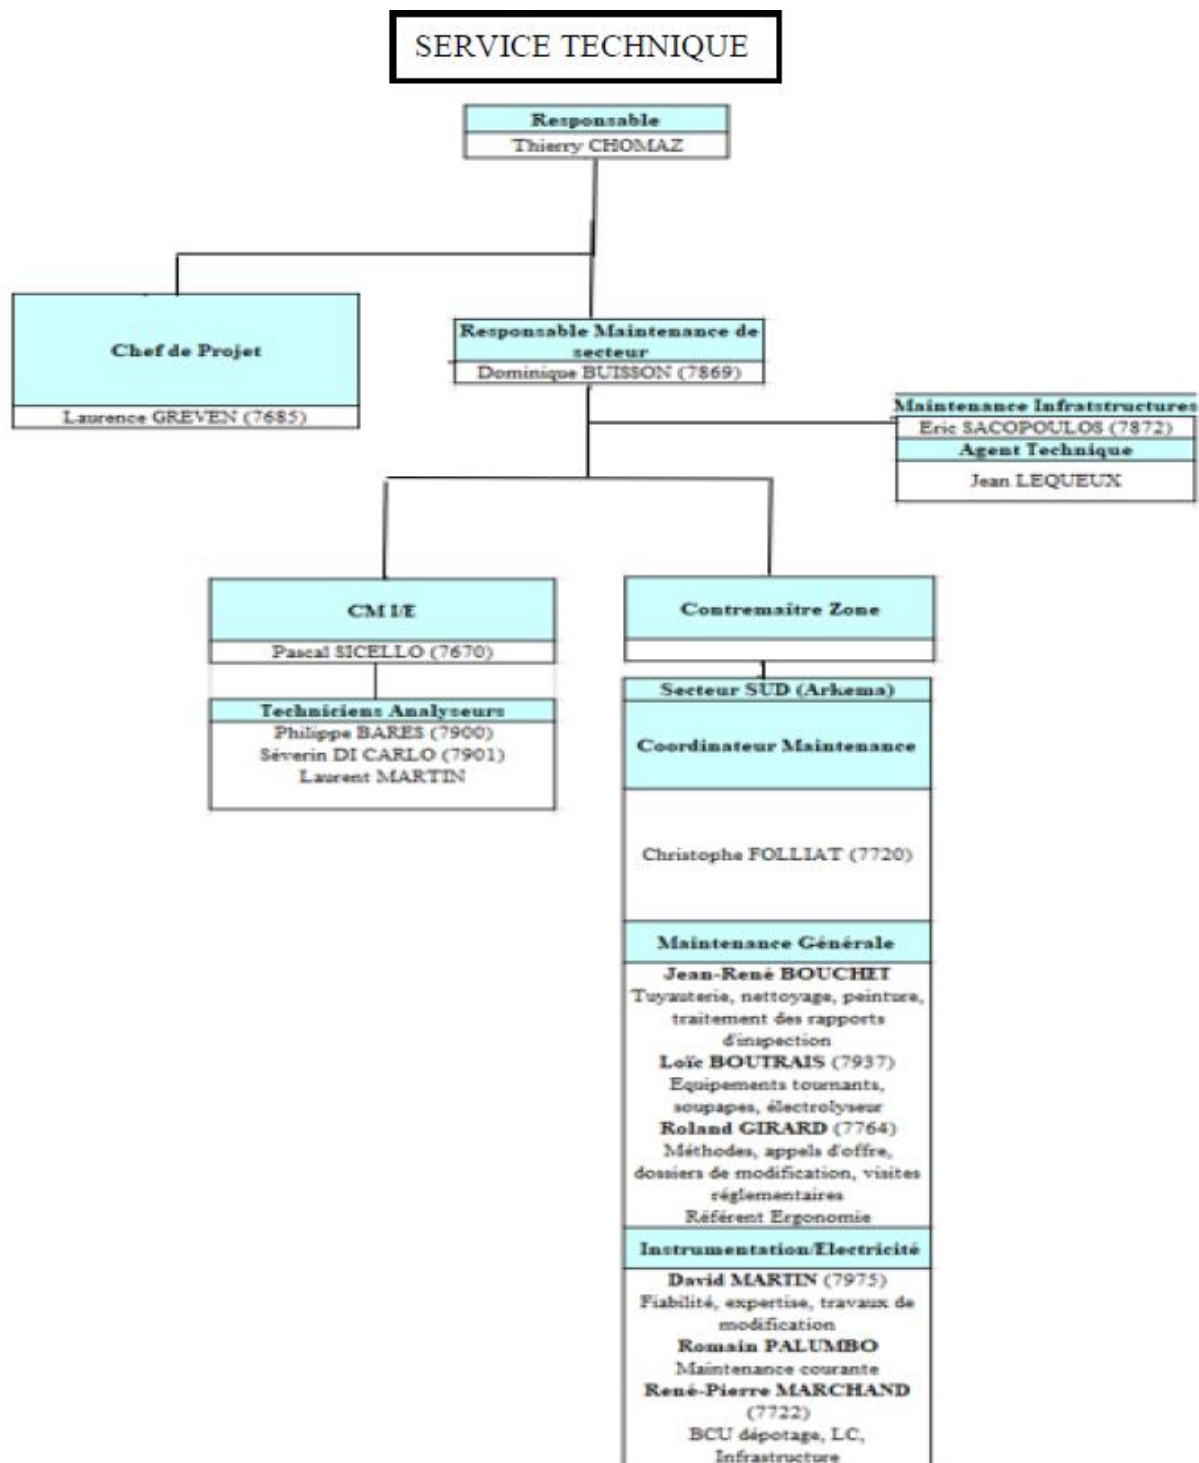 SERVICE TECHNIQUE
Responsable
Thierry CHOMAZ
Chef de Projet
Laurence GREVEN (7685)
Responsable Maintenance de
secteur
Dominique BUISSON (7869)
Maintenance Infratstructures
Eric SACOPOULOS (7872)
Agent Technique
Jean LEQUEUX
CM I/E
Pascal SICELLO (7670)
Techniciens Analyseurs
Philippe BARES (7900)
Séverin DI CARLO (7901)
Laurent MARTIN
Contremaître Zone
Secteur SUD (Arkema)
Coordinateur Maintenance
Christophe FOLLIAT (7720)
Maintenance Générale
Jean-René BOUCHET
Tuyauterie, nettoyage, peinture,
traitement des rapports
d'inspection
Loïc BOUTRAIS (7937)
Equipements tournants,
soupapes, électrolyseur
Roland GIRARD (7764)
Méthodes, appels d'offre,
dossiers de modification, visites
réglementaires
Référent Ergonomie
Instrumentation/Electricité
David MARTIN (7975)
Fiabilité, expertise, travaux de
modification
Romain PALUMBO
Maintenance courante
René-Pierre MARCHAND
(7722)
BCU dépotage, LC,
Infrastructure